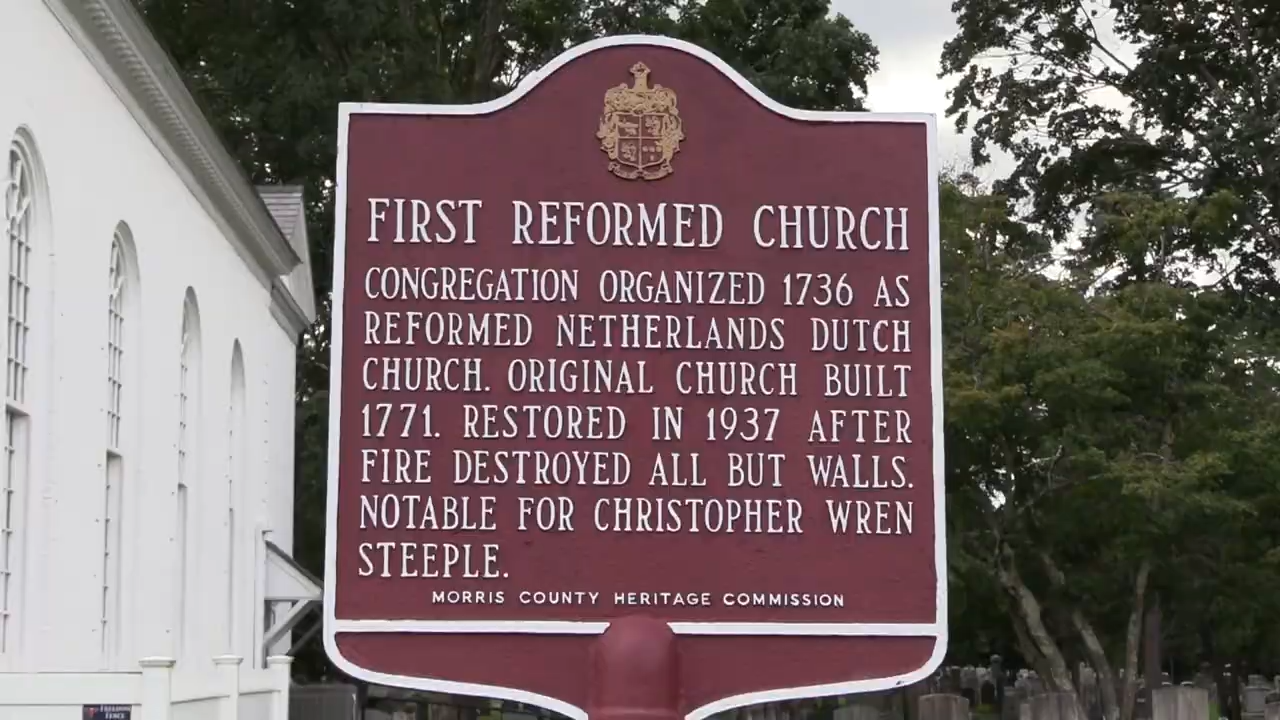 FIRST REFORMED CHURCH
CONGREGATION ORGANIZED 1736 AS
REFORMED NETHERLANDS DUTCH
CHURCH. ORIGINAL CHURCH BUILT
1771. RESTORED IN 1937 AFTER
FIRE DESTROYED ALL BUT WALLS.
NOTABLE FOR CHRISTOPHER WREN
STEEPLE.
MORRIS COUNTY HERITAGE COMMISSION
FENCE